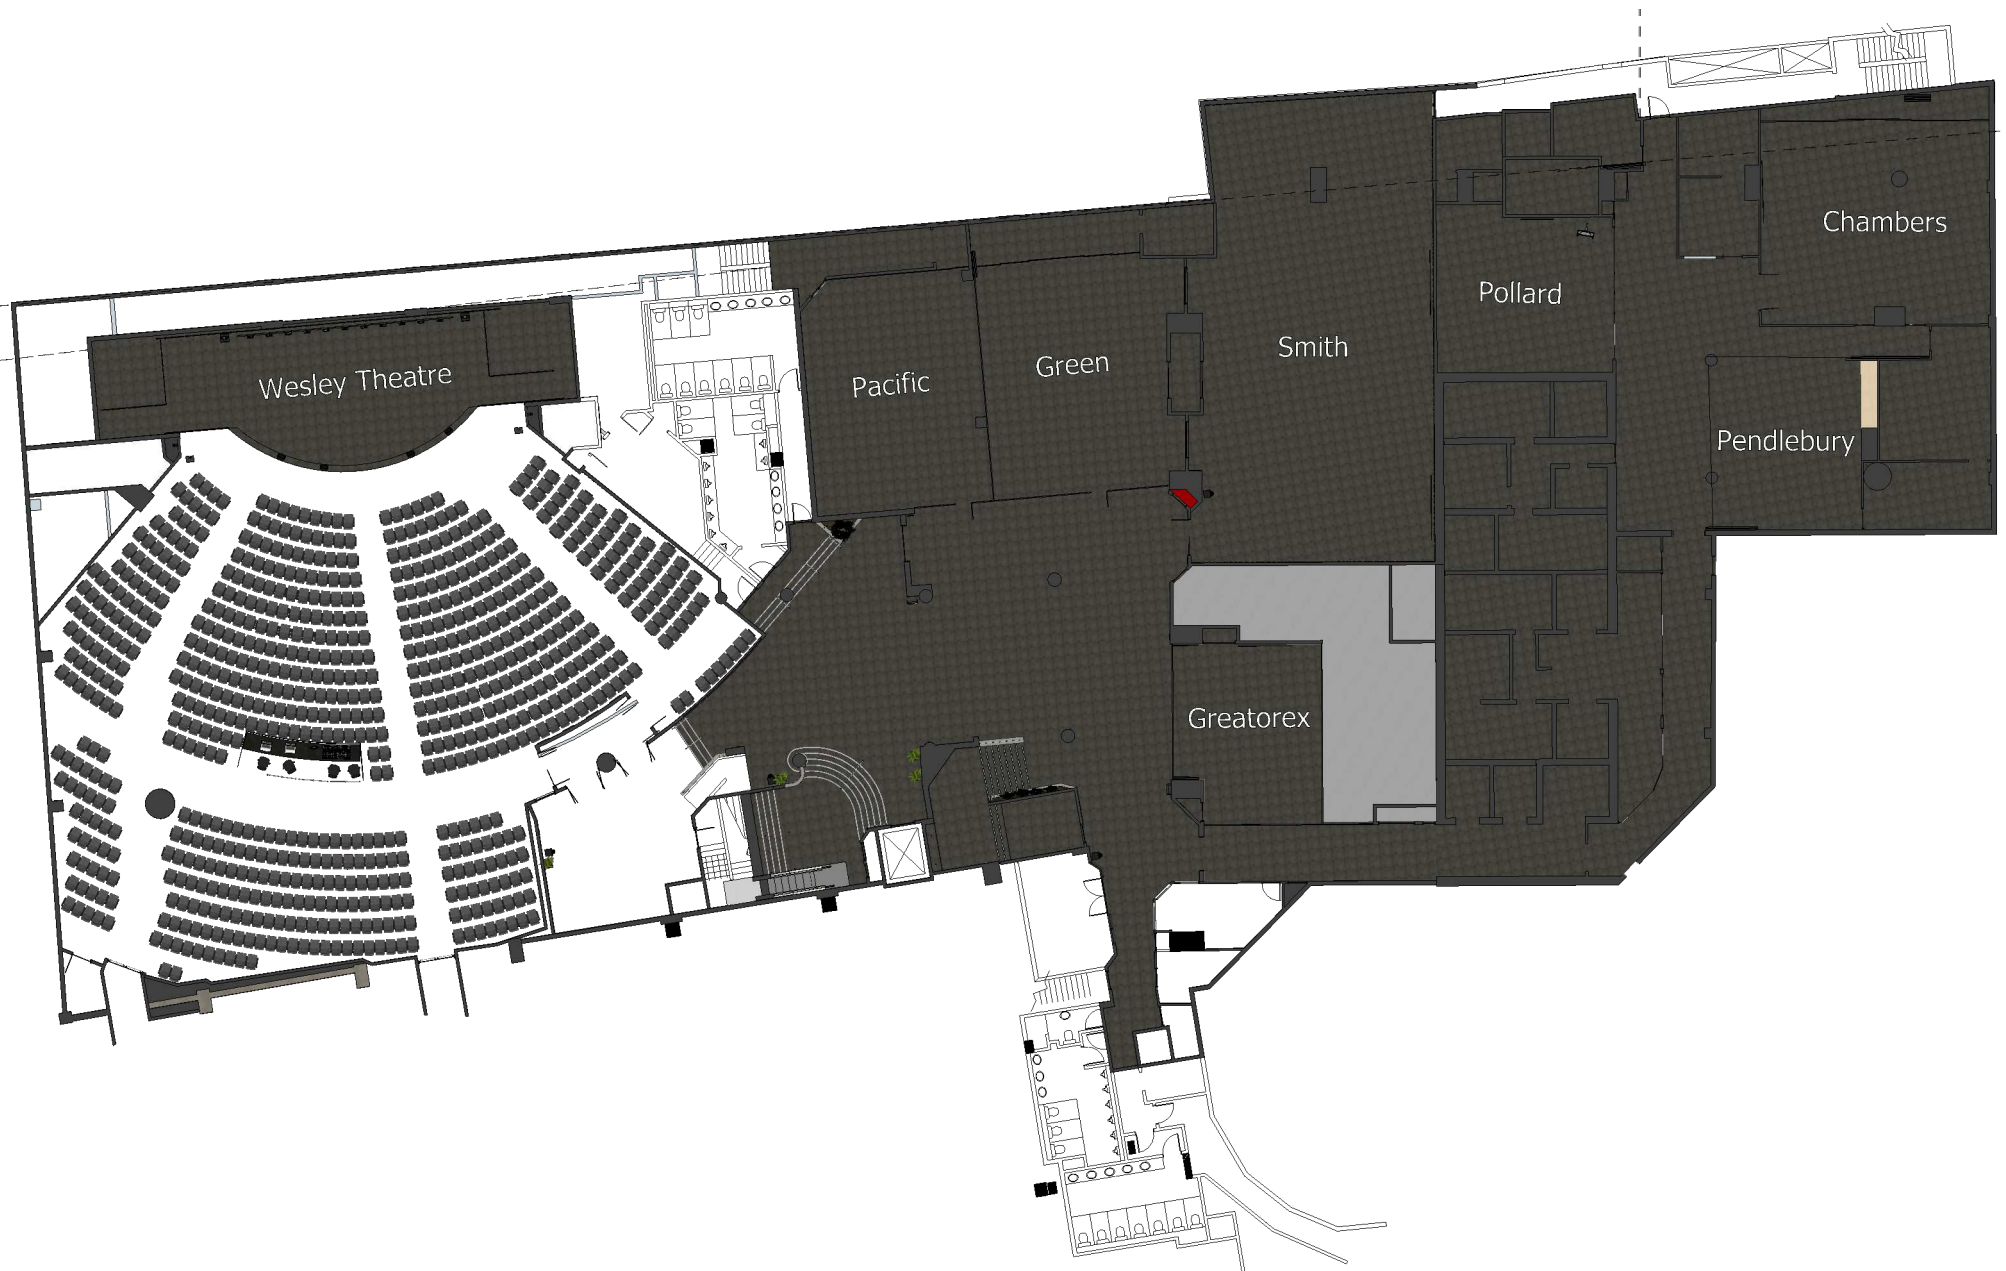 Wesley Theatre
Pacific
Green
Smith
Pollard
Chambers
Pendlebury
Greatorex